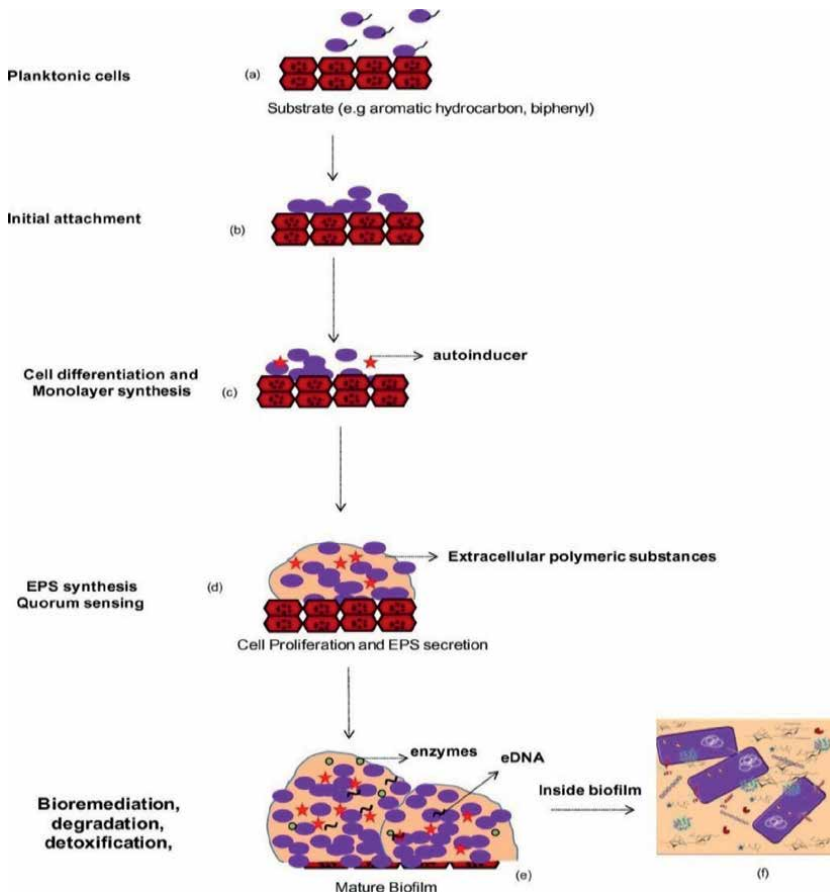 Planktonic cells
(a)
Substrate (e.g aromatic hydrocarbon, biphenyl)
Initial attachment
(b)
autoinducer
Cell differentiation and
Monolayer synthesis
(c)
Extracellular polymeric substances
EPS synthesis
Quorum sensing
(d)
Cell Proliferation and EPS secretion
enzymes
eDNA
Inside biofilm
Bioremediation,
degradation,
detoxification,
(e)
(f)
Mature Biofilm